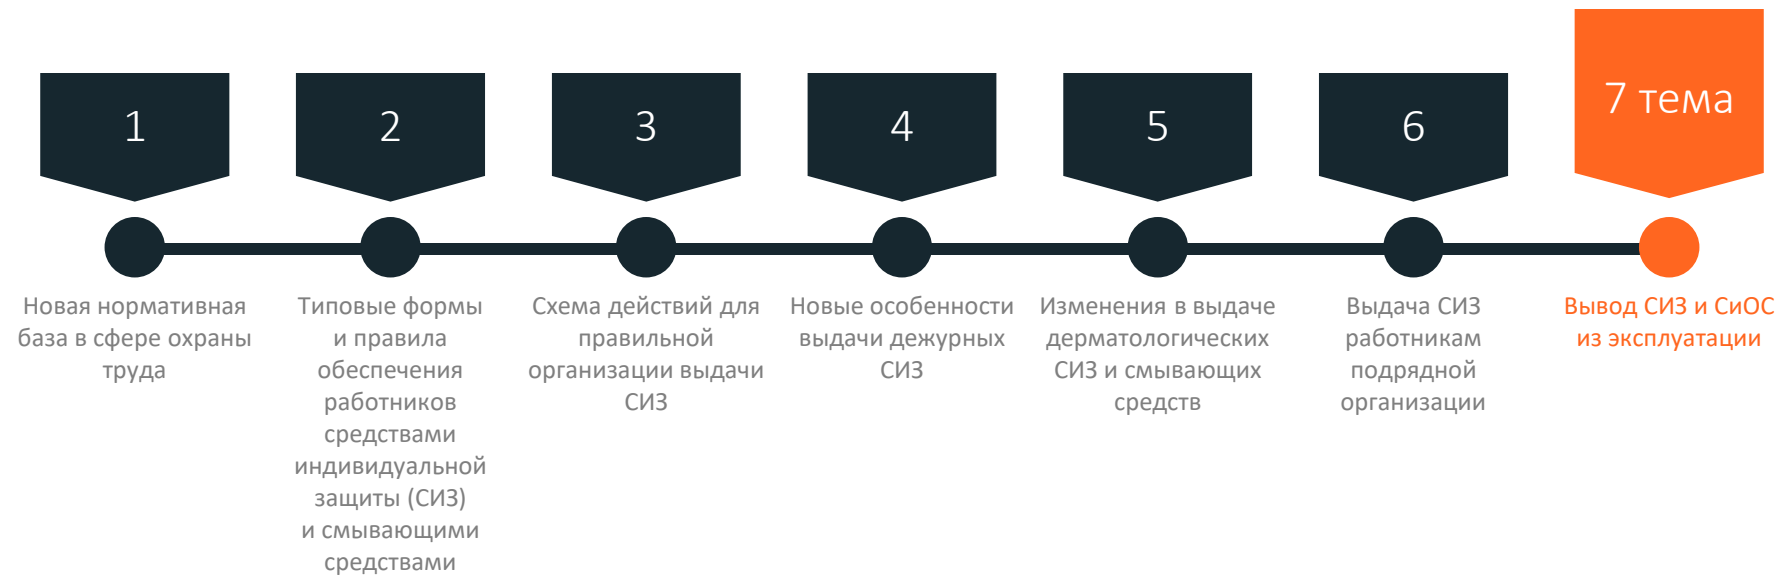 1
Новая нормативная
база в сфере охраны
труда
2
Типовые формы
и правила
обеспечения
работников
средствами
индивидуальной
защиты (СИЗ)
и смывающими
средствами
3
Схема действий для
правильной
организации выдачи
СИЗ
4
Новые особенности
выдачи дежурных
СИЗ
5
Изменения в выдаче
дерматологических
СИЗ и смывающих
средств
6
Выдача СИЗ
работникам
подрядной
организации
7 тема
Вывод СИЗ и СиОС
из эксплуатации